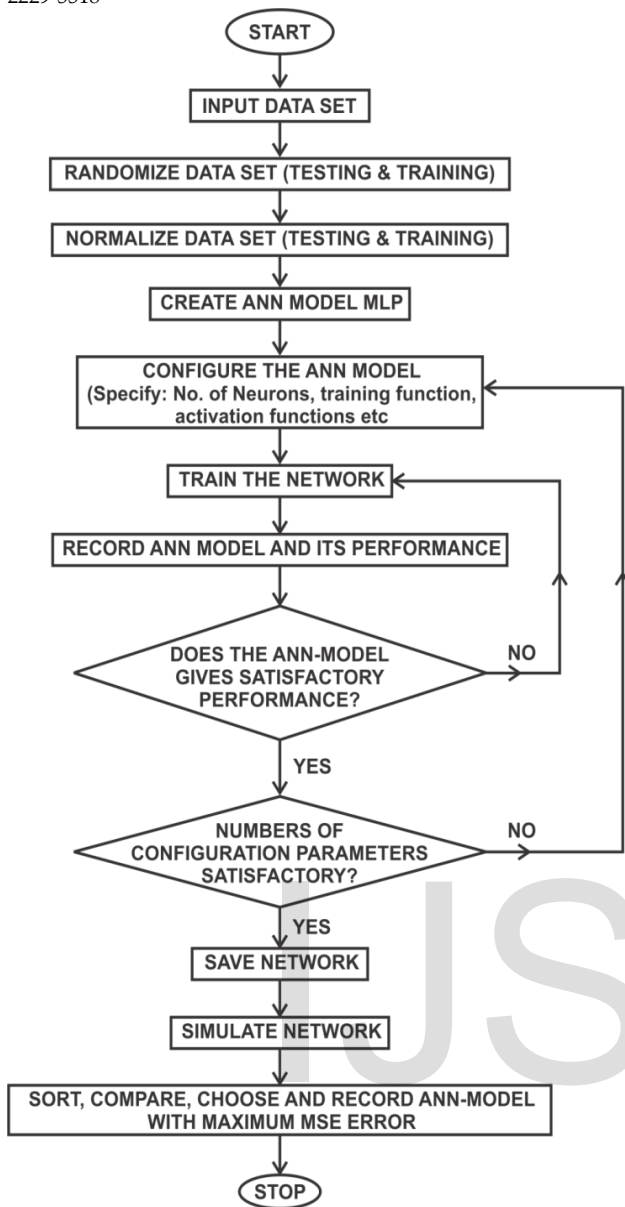 2229-5518
START
INPUT DATA SET
RANDOMIZE DATA SET (TESTING & TRAINING)
NORMALIZE DATA SET (TESTING & TRAINING)
CREATE ANN MODEL MLP
CONFIGURE THE ANN MODEL
(Specify: No. of Neurons, training function,
activation functions etc
TRAIN THE NETWORK
RECORD ANN MODEL AND ITS PERFORMANCE
DOES THE ANN-MODEL
GIVES SATISFACTORY
PERFORMANCE?
NO
YES
NUMBERS OF
CONFIGURATION PARAMETERS
SATISFACTORY?
NO
YES
SAVE NETWORK
SIMULATE NETWORK
SORT, COMPARE, CHOOSE AND RECORD ANN-MODEL
WITH MAXIMUM MSE ERROR
STOP
IJS